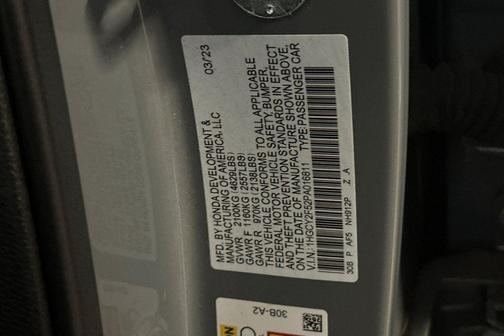 MFD. BY HONDA DEVELOPMENT & 03/23
MANUFACTURING OF AMERICA, LLC
GVWR 2100KG (4629LBS)
GAWR F 1160KG (2557LBS)
GAWR R 970KG (2138LBS)
THIS VEHICLE CONFORMS TO ALL APPLICABLE
FEDERAL MOTOR VEHICLE SAFETY, BUMPER,
AND THEFT PREVENTION STANDARDS IN EFFECT
ON THE DATE OF MANUFACTURE SHOWN ABOVE.
V.I.N.: 1HGCY2F52PA016811 TYPE: PASSENGER CAR
30B P AF5 NH912P Z A
30B-A2